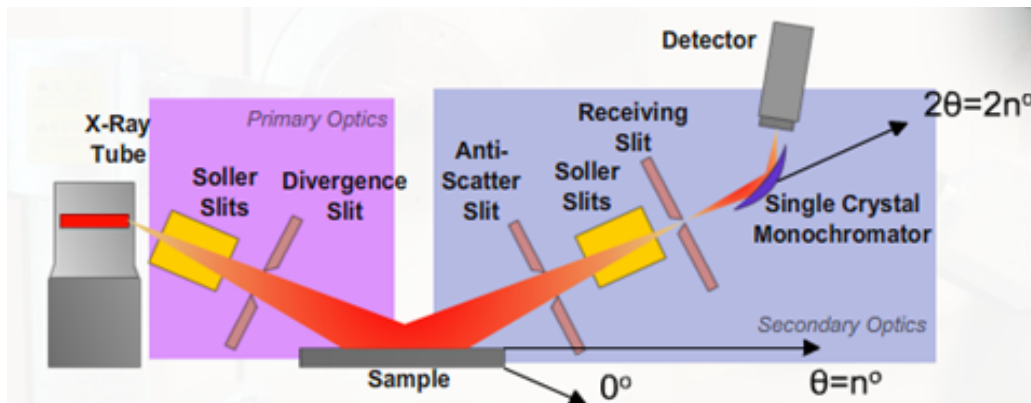 Detector
2θ=2nº
Primary Optics
X-Ray
Tube
Receiving
Slit
Anti-
Scatter
Slit
Soller
Slits
Divergence
Slit
Soller
Slits
Single Crystal
Monochromator
Secondary Optics
Sample
0º
θ=nº